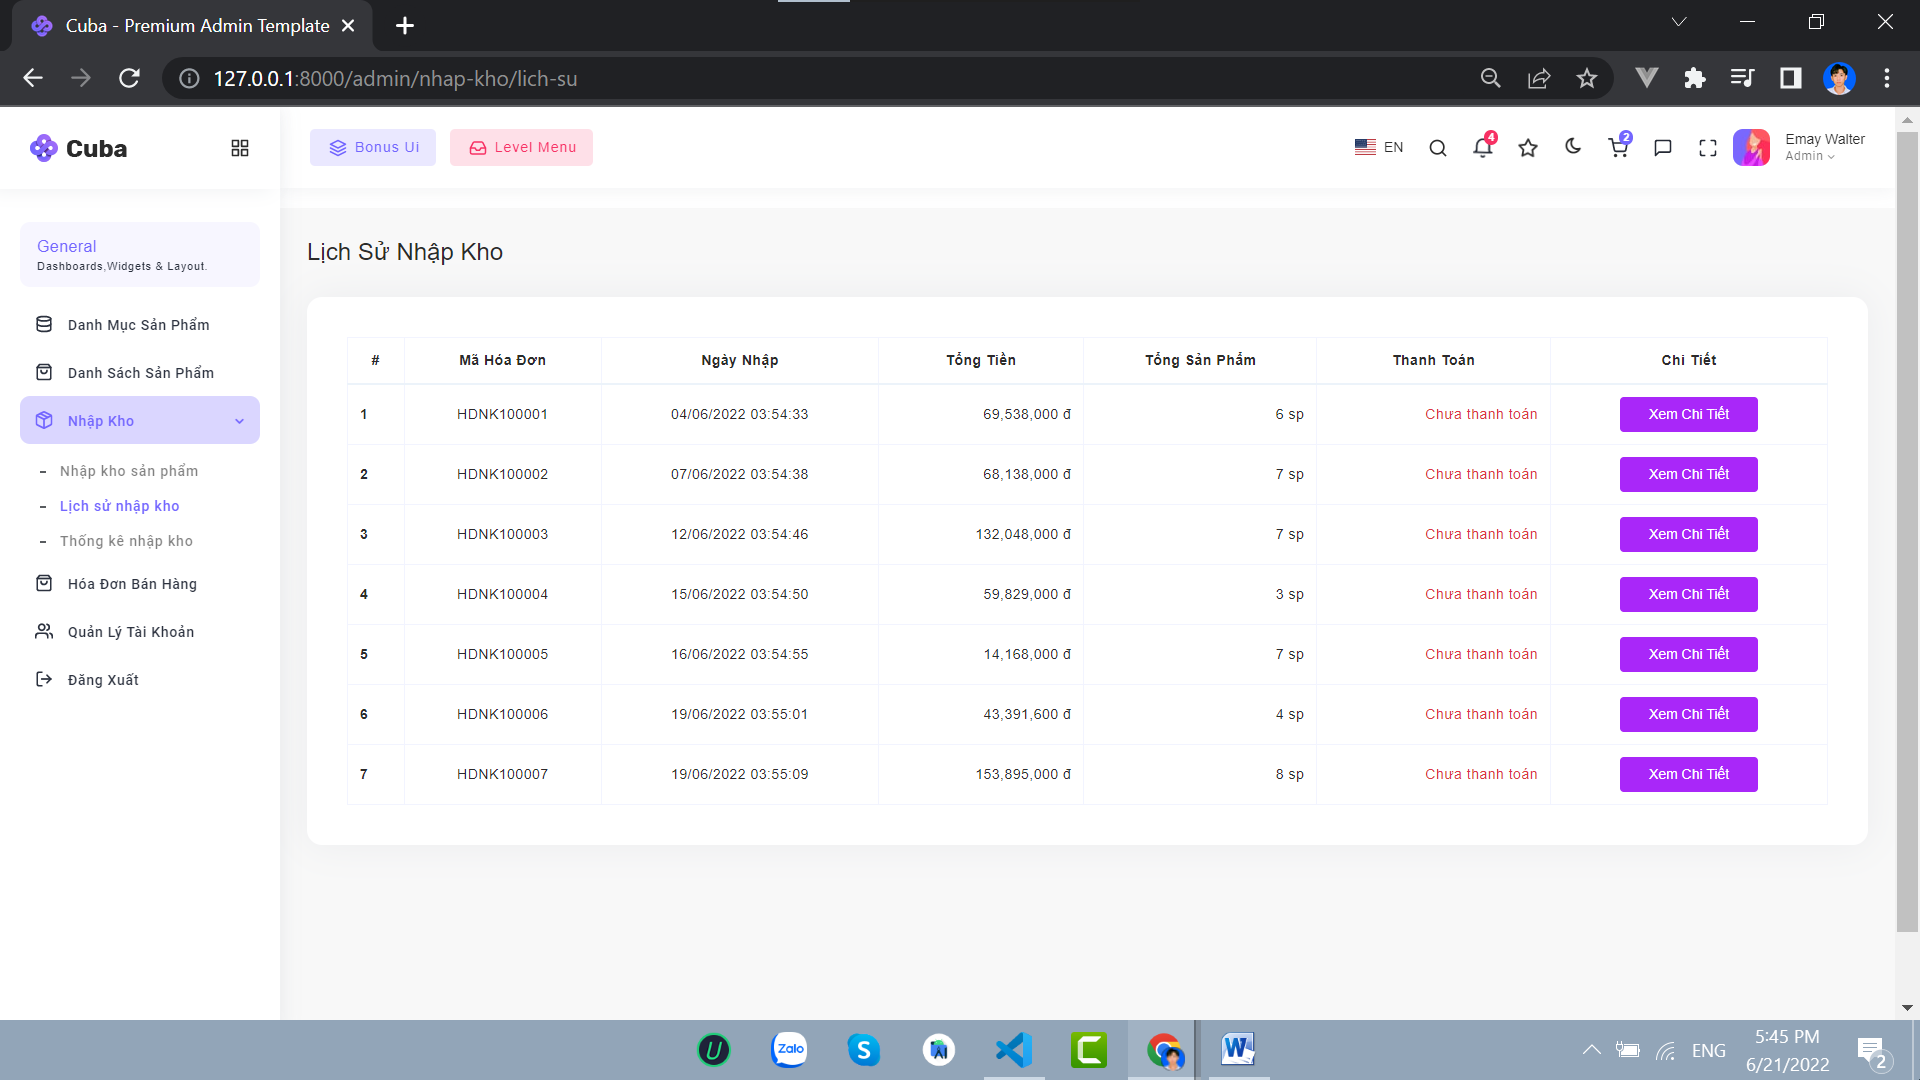 Cuba - Premium Admin Template
127.0.0.1:8000/admin/nhap-kho/lich-su
Cuba
Bonus Ui
Level Menu
EN
4
2
Emay Walter
Admin
General
Dashboards,Widgets & Layout.
Danh Mục Sản Phẩm
Danh Sách Sản Phẩm
Nhập Kho
- Nhập kho sản phẩm
- Lịch sử nhập kho
- Thống kê nhập kho
Hóa Đơn Bán Hàng
Quản Lý Tài Khoản
Đăng Xuất
Lịch Sử Nhập Kho
# Mã Hóa Đơn Ngày Nhập Tổng Tiền Tổng Sản Phẩm Thanh Toán Chi Tiết
1 HDNK100001 04/06/2022 03:54:33 69,538,000 đ 6 sp Chưa thanh toán Xem Chi Tiết
2 HDNK100002 07/06/2022 03:54:38 68,138,000 đ 7 sp Chưa thanh toán Xem Chi Tiết
3 HDNK100003 12/06/2022 03:54:46 132,048,000 đ 7 sp Chưa thanh toán Xem Chi Tiết
4 HDNK100004 15/06/2022 03:54:50 59,829,000 đ 3 sp Chưa thanh toán Xem Chi Tiết
5 HDNK100005 16/06/2022 03:54:55 14,168,000 đ 7 sp Chưa thanh toán Xem Chi Tiết
6 HDNK100006 19/06/2022 03:55:01 43,391,600 đ 4 sp Chưa thanh toán Xem Chi Tiết
7 HDNK100007 19/06/2022 03:55:09 153,895,000 đ 8 sp Chưa thanh toán Xem Chi Tiết
Zalo
ENG
5:45 PM
6/21/2022
2